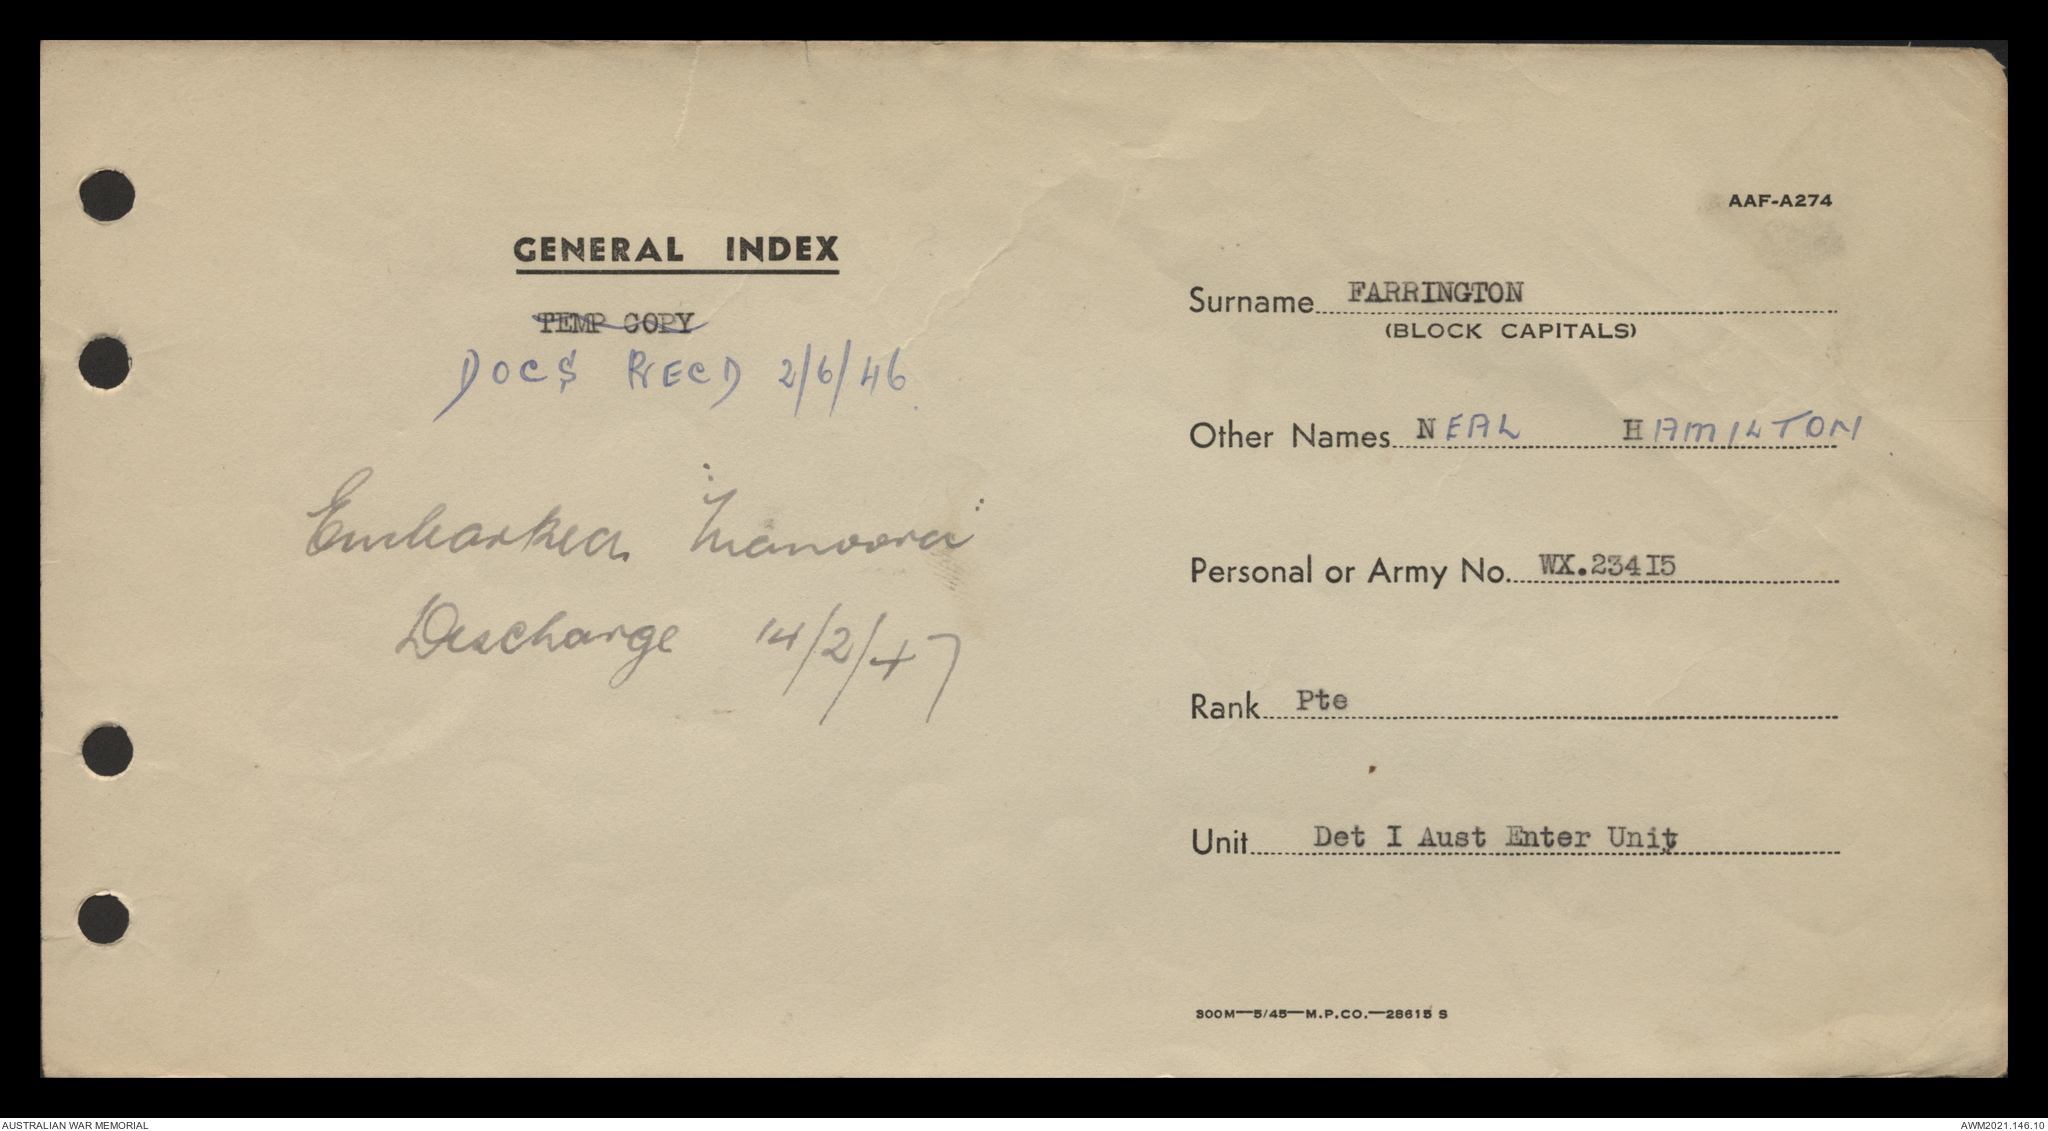 GENERAL INDEX
TEMP COPY
DOCS RECD 2/6/46.
Embarked "Manoora"
Discharge 14/2/47
AAF-A274
Surname FARRINGTON
(BLOCK CAPITALS)
Other Names NEAL HAMILTON
Personal or Army No. WX.234I5
Rank Pte
Unit Det I Aust Enter Unit
300M—5/45—M.P.CO.—28615 S
AUSTRALIAN WAR MEMORIAL
AWM2021.146.10